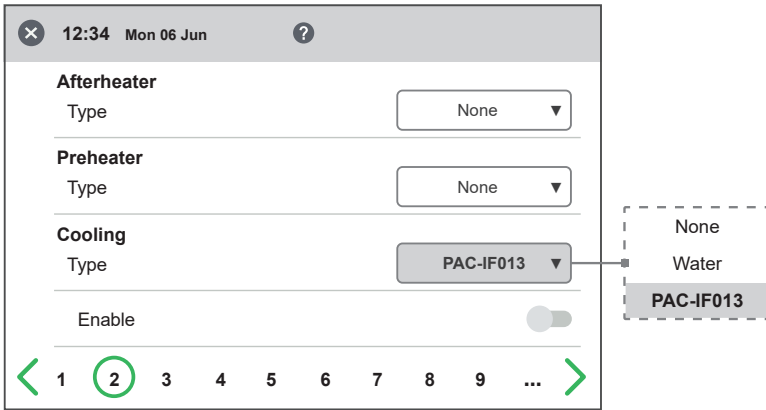 12:34 Mon 06 Jun ?
Afterheater
Type None ▼
Preheater
Type None ▼
Cooling
Type PAC-IF013 ▼
None
Water
PAC-IF013
Enable
1 2 3 4 5 6 7 8 9 ...